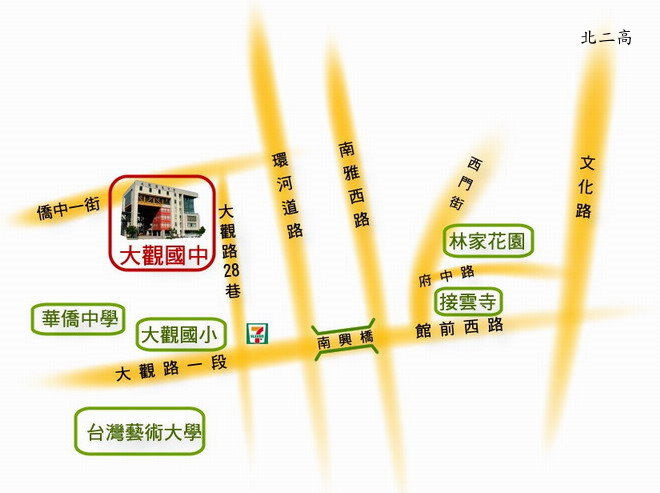 北二高
環河道路
南雅西路
西門街
文化路
僑中一街
大觀國中
大觀路28巷
林家花園
府中路
接雲寺
館前西路
華僑中學
大觀國小
7
南興橋
大觀路一段
台灣藝術大學